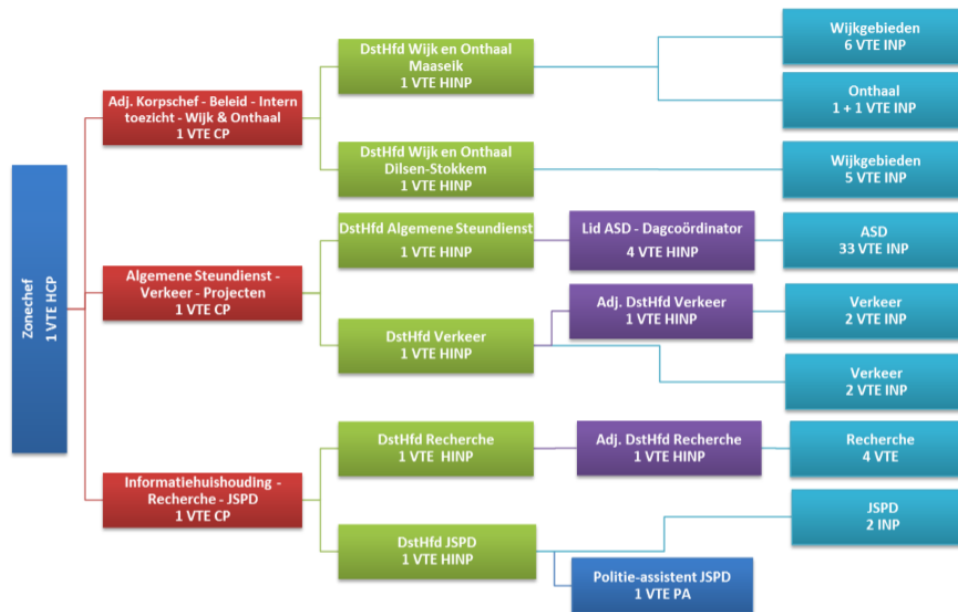 Zonechef
1 VTE HCP
Adj. Korpschef - Beleid - Intern
toezicht - Wijk & Onthaal
1 VTE CP
DstHfd Wijk en Onthaal
Maaseik
1 VTE HINP
Wijkgebieden
6 VTE INP
Onthaal
1 + 1 VTE INP
DstHfd Wijk en Onthaal
Dilsen-Stokkem
1 VTE HINP
Wijkgebieden
5 VTE INP
Algemene Steundienst -
Verkeer - Projecten
1 VTE CP
DstHfd Algemene Steundienst
1 VTE HINP
Lid ASD - Dagcoördinator
4 VTE HINP
ASD
33 VTE INP
DstHfd Verkeer
1 VTE HINP
Adj. DstHfd Verkeer
1 VTE HINP
Verkeer
2 VTE INP
Verkeer
2 VTE INP
Informatiehuishouding -
Recherche - JSPD
1 VTE CP
DstHfd Recherche
1 VTE HINP
Adj. DstHfd Recherche
1 VTE HINP
Recherche
4 VTE
DstHfd JSPD
1 VTE HINP
JSPD
2 INP
Politie-assistent JSPD
1 VTE PA